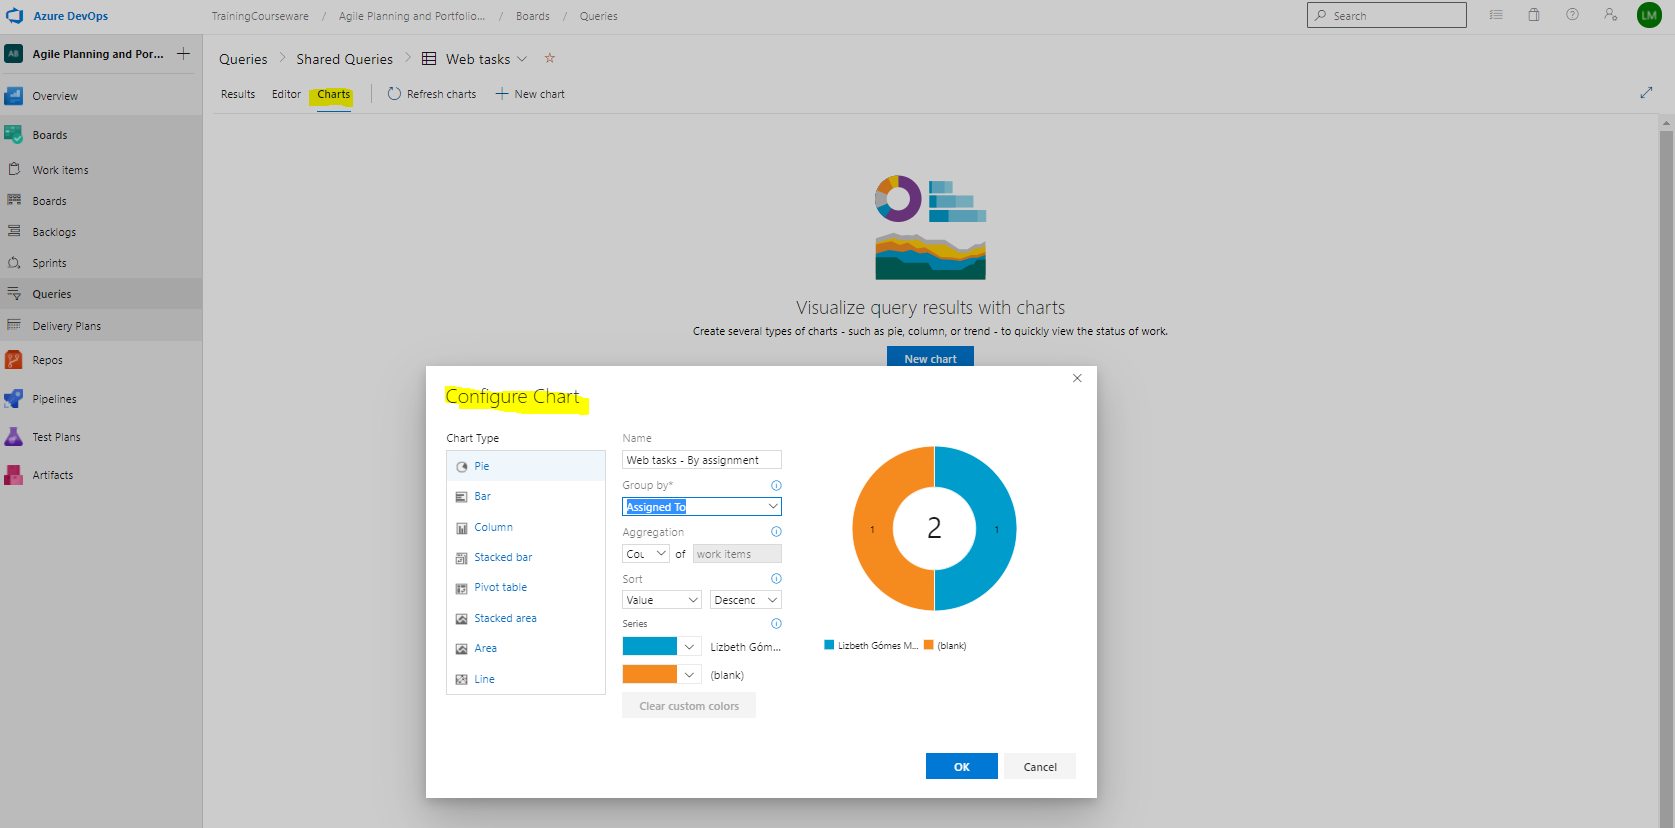 Azure DevOps
TrainingCourseware / Agile Planning and Portfolio... / Boards / Queries
Search
LM
AB Agile Planning and Por...
Overview
Boards
Work items
Boards
Backlogs
Sprints
Queries
Delivery Plans
Repos
Pipelines
Test Plans
Artifacts
Queries > Shared Queries > Web tasks
Results Editor Charts Refresh charts New chart
Visualize query results with charts
Create several types of charts - such as pie, column, or trend - to quickly view the status of work.
New chart
Configure Chart
Chart Type
Pie
Bar
Column
Stacked bar
Pivot table
Stacked area
Area
Line
Name
Web tasks - By assignment
Group by*
Assigned To
Aggregation
Cou of work items
Sort
Value Descenc
Series
Lizbeth Góm...
(blank)
Clear custom colors
1 2 1
Lizbeth Gómes M... (blank)
OK Cancel